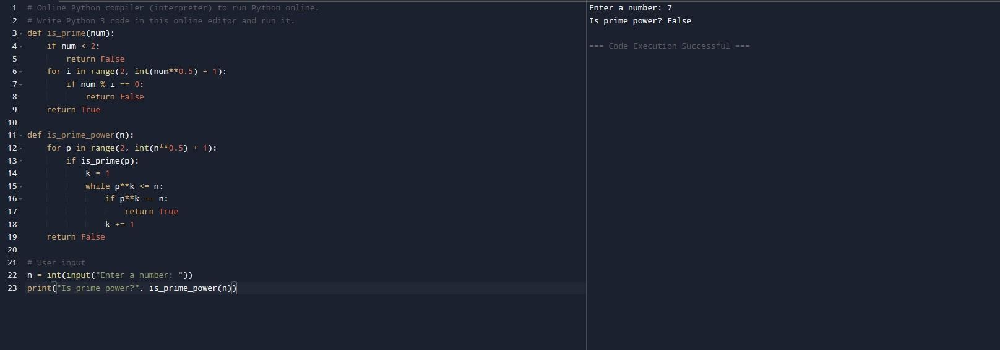 1 # Online Python compiler (interpreter) to run Python online.
2 # Write Python 3 code in this online editor and run it.
3 def is_prime(num):
4     if num < 2:
5         return False
6     for i in range(2, int(num**0.5) + 1):
7         if num % i == 0:
8             return False
9     return True
10
11 def is_prime_power(n):
12     for p in range(2, int(n**0.5) + 1):
13         if is_prime(p):
14             k = 1
15             while p**k <= n:
16                 if p**k == n:
17                     return True
18                 k += 1
19     return False
20
21 # User input
22 n = int(input("Enter a number: "))
23 print("Is prime power?", is_prime_power(n))
Enter a number: 7
Is prime power? False
=== Code Execution Successful ===